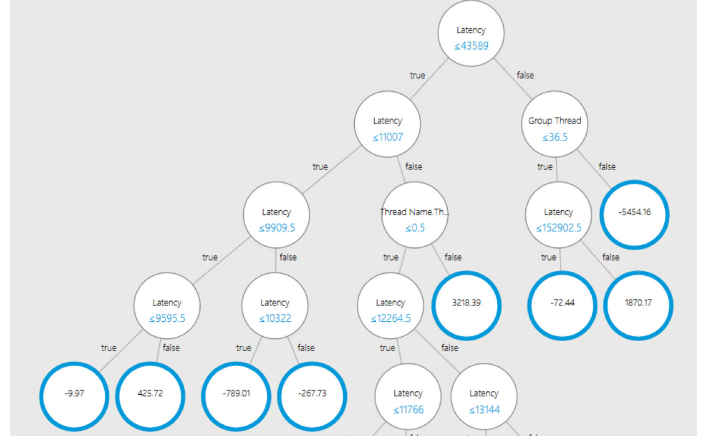 Latency
≤43589
true
false
Latency
≤11007
Group Thread
≤36.5
true
false
true
false
Latency
≤9909.5
Thread Name.Th...
≤0.5
Latency
≤152902.5
-5454.16
true
false
true
false
true
false
Latency
≤9595.5
Latency
≤10322
Latency
≤12264.5
3218.39
-72.44
1870.17
true
false
true
false
true
false
-9.97
425.72
-789.01
-267.73
Latency
≤11766
Latency
≤13144